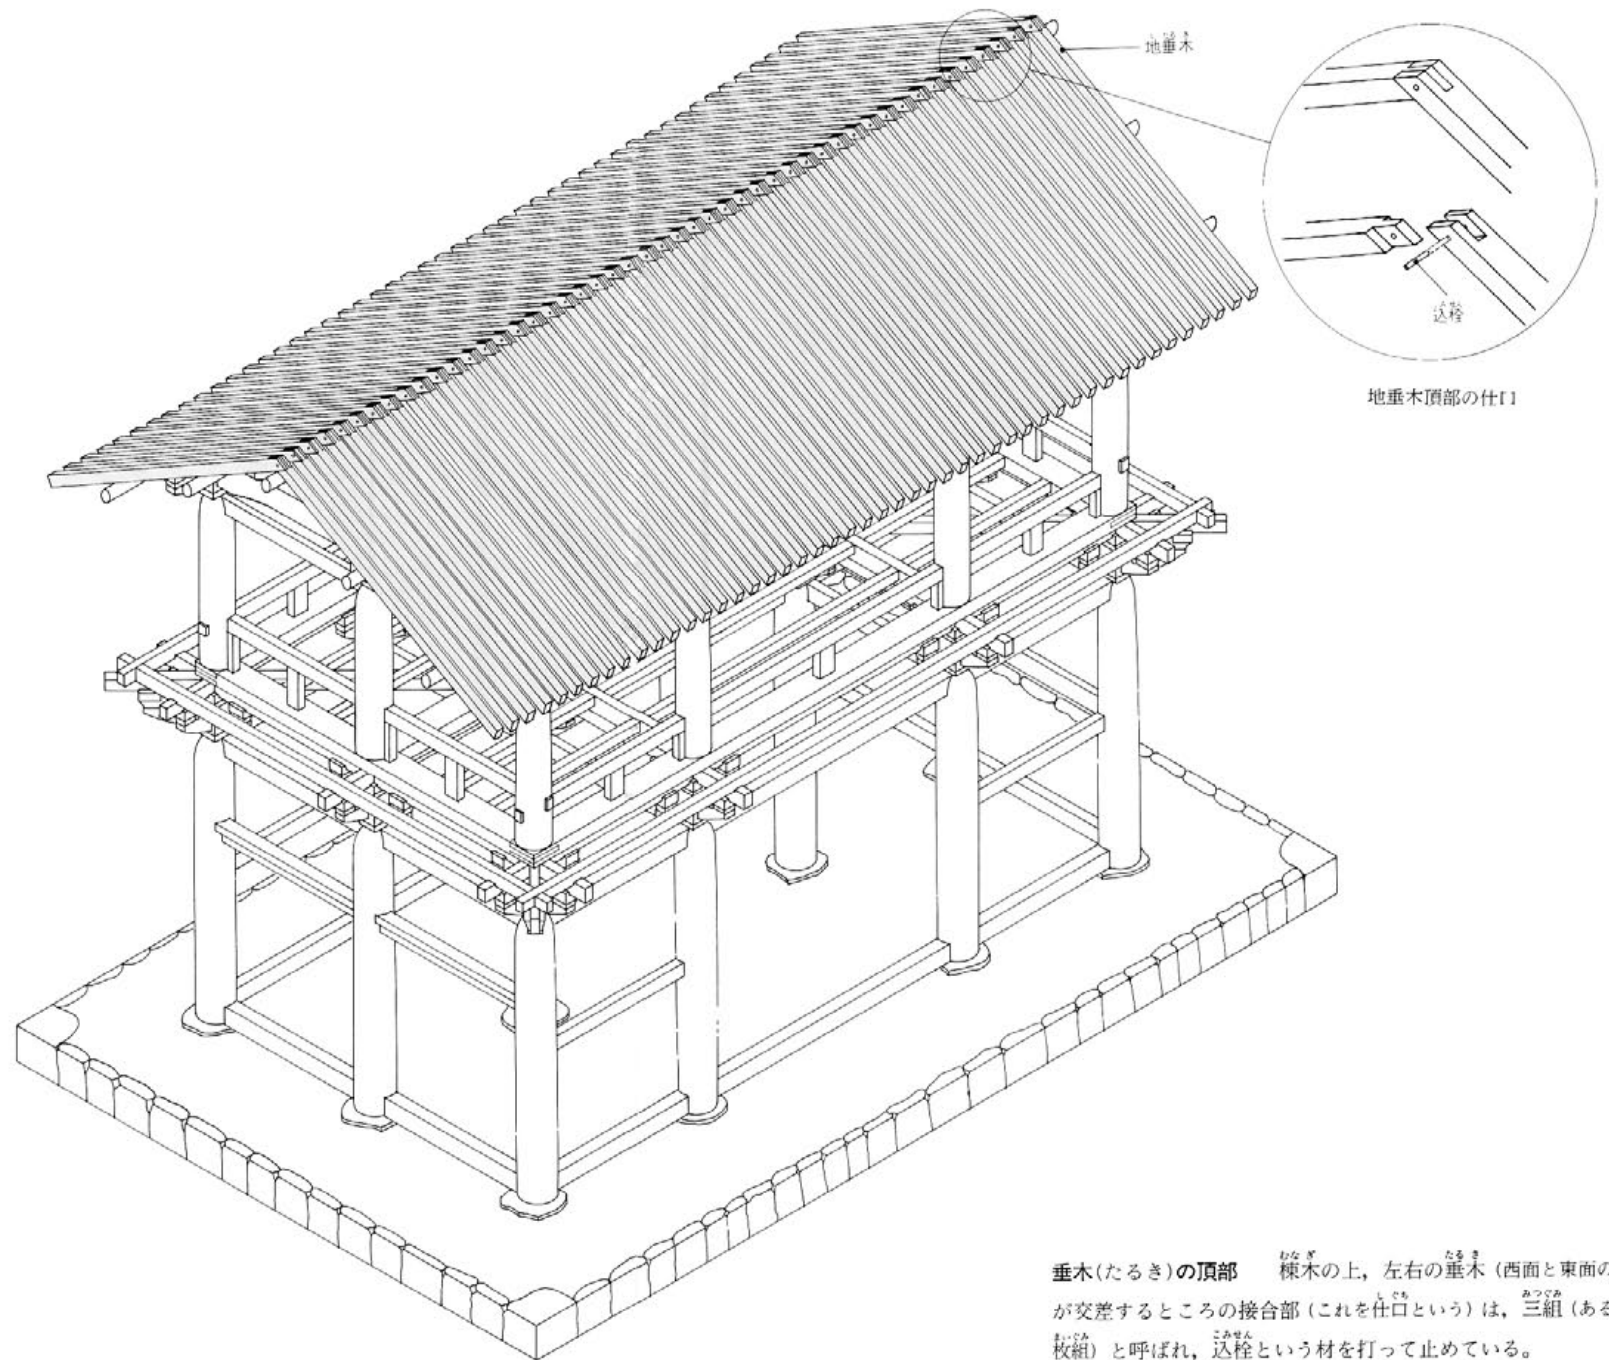 地垂木
込栓
地垂木頂部の仕口
垂木(たるき)の頂部 棟木の上，左右の垂木（西面と東面の
が交差するところの接合部（これを仕口という）は，三組（ある
枚組）と呼ばれ，込栓という材を打って止めている。